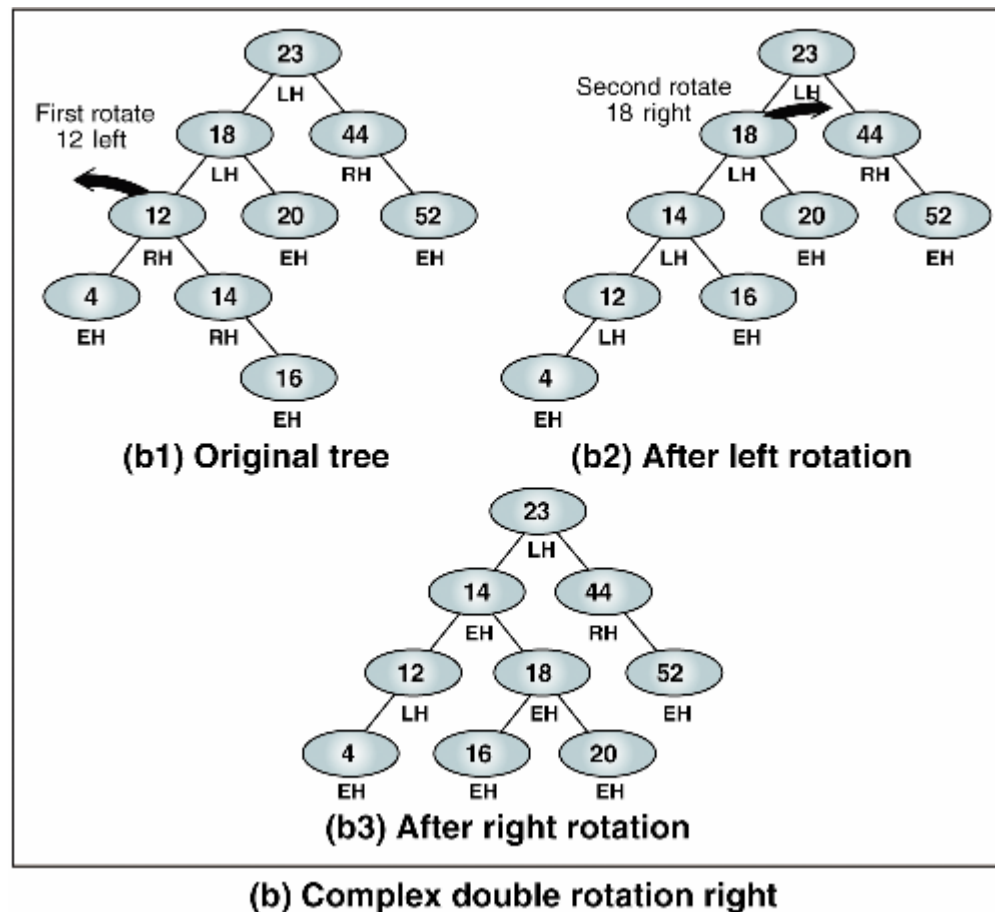 23
LH
First rotate
12 left
18
44
LH
RH
12
20
52
RH
EH
EH
4
14
EH
RH
16
EH
(b1) Original tree
23
LH
Second rotate
18 right
18
44
LH
RH
14
20
52
LH
EH
EH
12
16
LH
EH
4
EH
(b2) After left rotation
23
LH
14
44
EH
RH
12
18
52
LH
EH
EH
4
16
20
EH
EH
EH
(b3) After right rotation
(b) Complex double rotation right